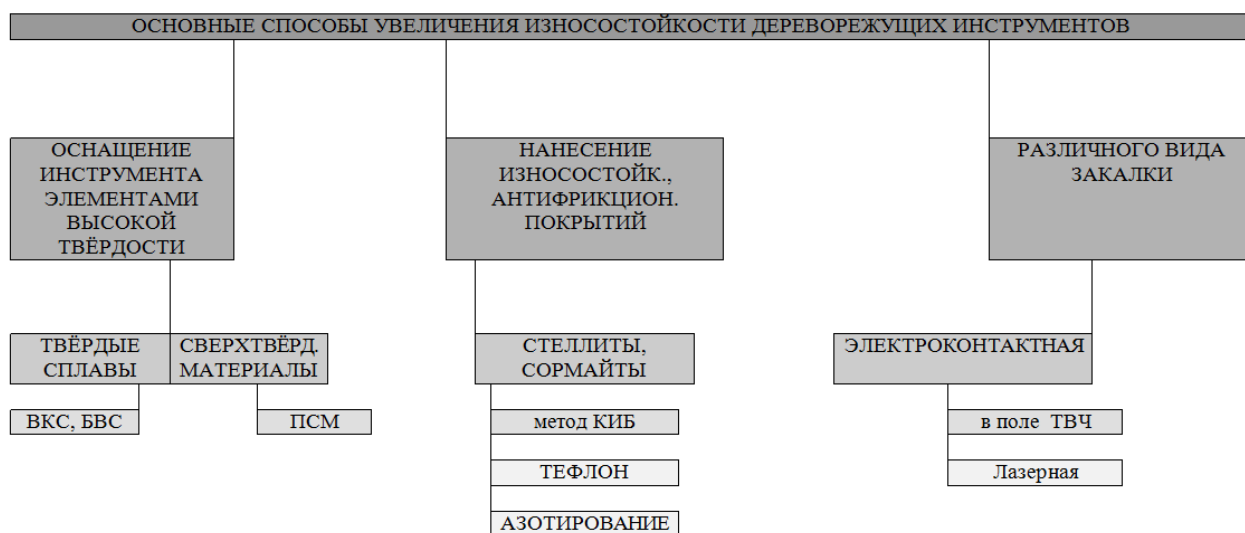 ОСНОВНЫЕ СПОСОБЫ УВЕЛИЧЕНИЯ ИЗНОСОСТОЙКОСТИ ДЕРЕВОРЕЖУЩИХ ИНСТРУМЕНТОВ
ОСНАЩЕНИЕ
ИНСТРУМЕНТА
ЭЛЕМЕНТАМИ
ВЫСОКОЙ
ТВЁРДОСТИ
НАНЕСЕНИЕ
ИЗНОСОСТОЙК.,
АНТИФРИКЦИОН.
ПОКРЫТИЙ
РАЗЛИЧНОГО ВИДА
ЗАКАЛКИ
ТВЁРДЫЕ
СПЛАВЫ
СВЕРХТВЁРД.
МАТЕРИАЛЫ
СТЕЛЛИТЫ,
СОРМАЙТЫ
ЭЛЕКТРОКОНТАКТНАЯ
ВКС, БВС
ПСМ
метод КИБ
в поле ТВЧ
ТЕФЛОН
Лазерная
АЗОТИРОВАНИЕ